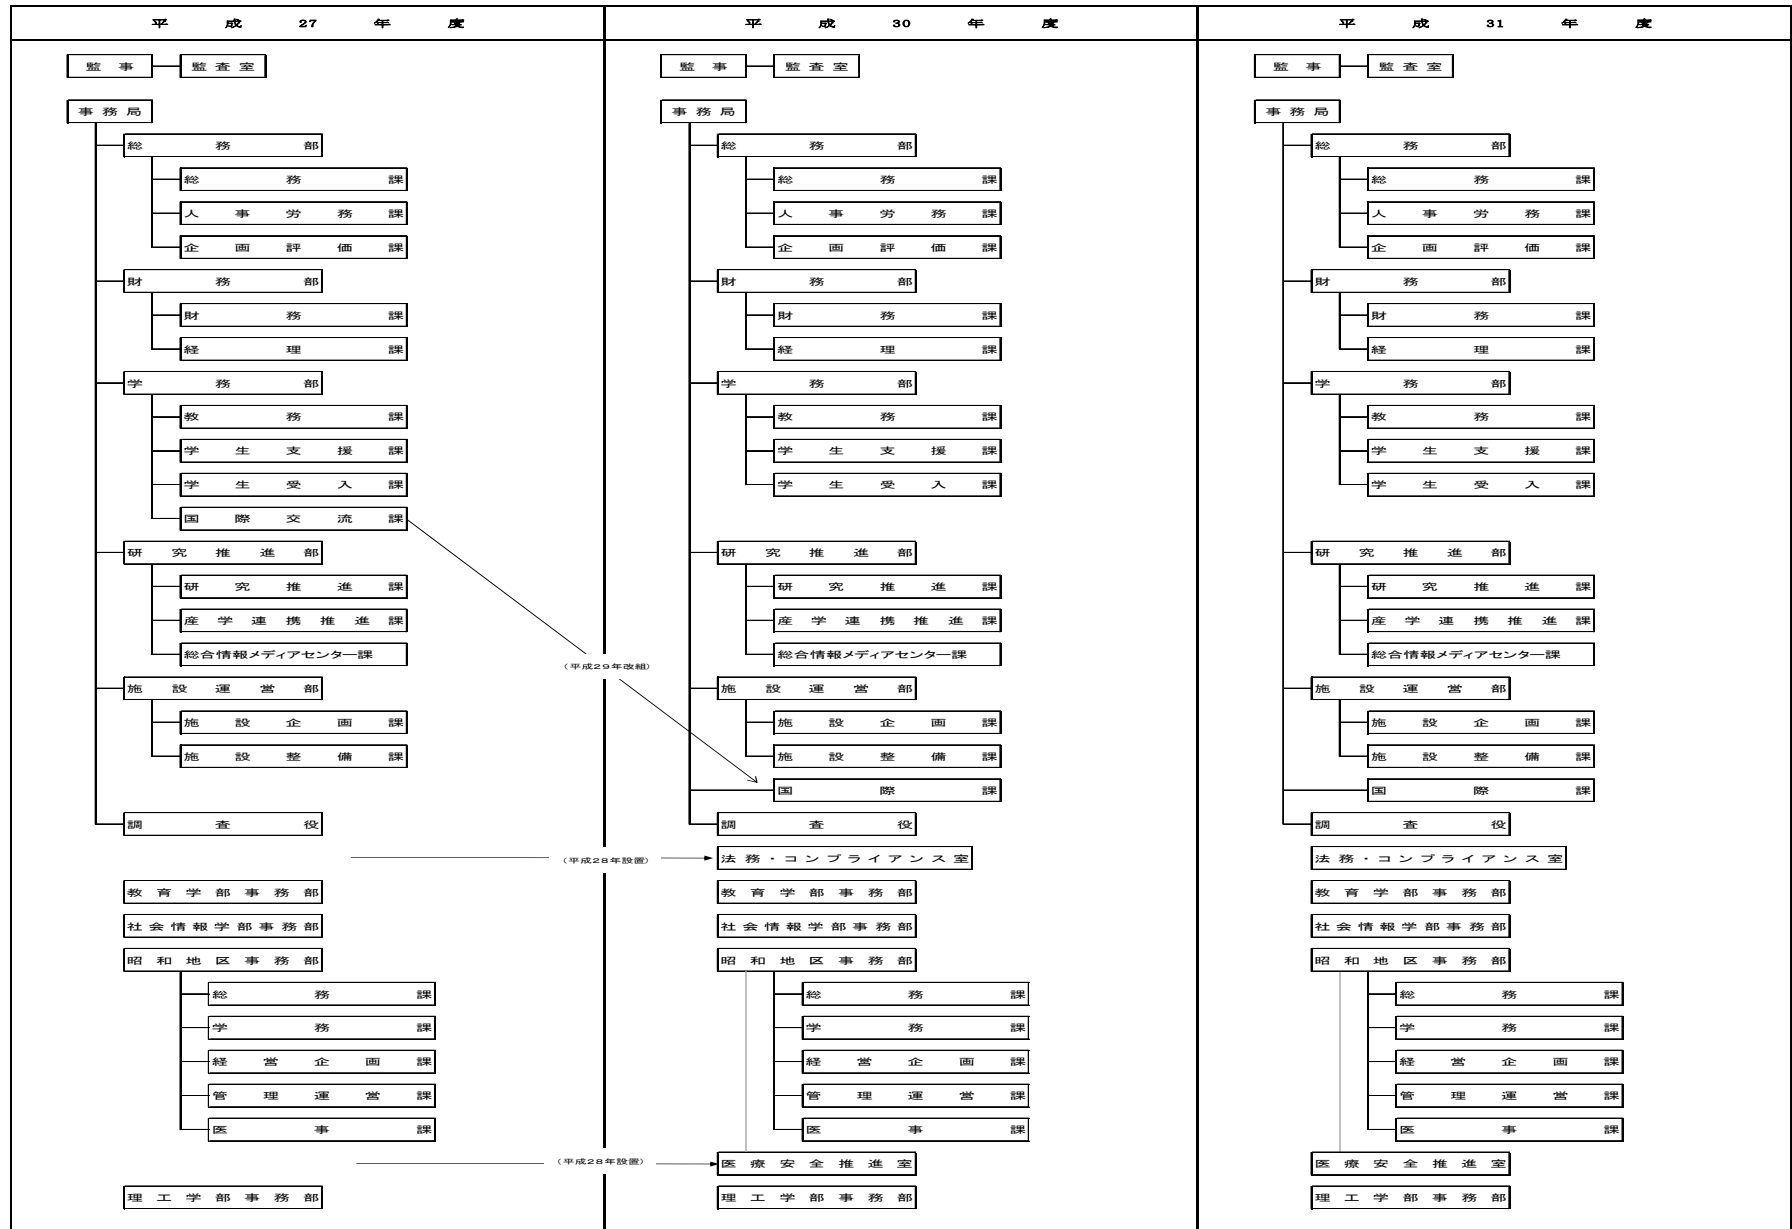 平成27年度
監事 監査室
事務局
総務部
総務課
人事労務課
企画評価課
財務部
財務課
経理課
学務部
教務課
学生支援課
学生受入課
国際交流課
研究推進部
研究推進課
産学連携推進課
総合情報メディアセンター課
施設運営部
施設企画課
施設整備課
調査役
教育学部事務部
社会情報学部事務部
昭和地区事務部
総務課
学務課
経営企画課
管理運営課
医事課
理工学部事務部
(平成29年改組)
(平成28年設置)
(平成28年設置)
平成30年度
監事 監査室
事務局
総務部
総務課
人事労務課
企画評価課
財務部
財務課
経理課
学務部
教務課
学生支援課
学生受入課
研究推進部
研究推進課
産学連携推進課
総合情報メディアセンター課
施設運営部
施設企画課
施設整備課
国際課
調査役
法務・コンプライアンス室
教育学部事務部
社会情報学部事務部
昭和地区事務部
総務課
学務課
経営企画課
管理運営課
医事課
医療安全推進室
理工学部事務部
平成31年度
監事 監査室
事務局
総務部
総務課
人事労務課
企画評価課
財務部
財務課
経理課
学務部
教務課
学生支援課
学生受入課
研究推進部
研究推進課
産学連携推進課
総合情報メディアセンター課
施設運営部
施設企画課
施設整備課
国際課
調査役
法務・コンプライアンス室
教育学部事務部
社会情報学部事務部
昭和地区事務部
総務課
学務課
経営企画課
管理運営課
医事課
医療安全推進室
理工学部事務部